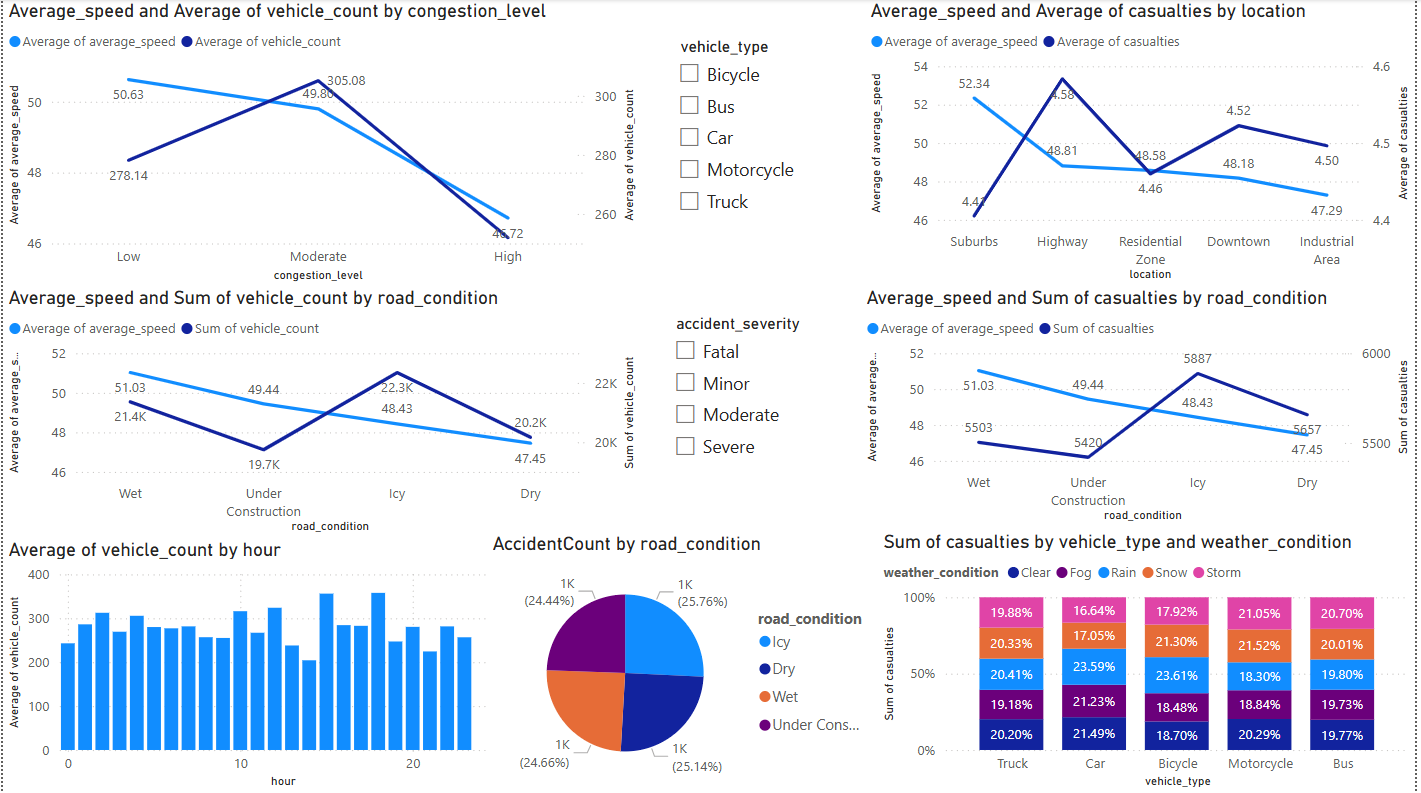 Average_speed and Average of vehicle_count by congestion_level
Average of average_speed Average of vehicle_count
Average of average_speed
50
48
46
50.63
49.80
46.72
278.14
305.08
300
280
260
Average of vehicle_count
Low Moderate High
congestion_level
vehicle_type
Bicycle
Bus
Car
Motorcycle
Truck
Average_speed and Average of casualties by location
Average of average_speed Average of casualties
Average of average_speed
54
52
50
48
46
52.34
48.81
48.58
48.18
47.29
4.58
4.46
4.52
4.50
4.6
4.5
4.4
Average of casualties
Suburbs Highway Residential Zone Downtown Industrial Area
location
Average_speed and Sum of vehicle_count by road_condition
Average of average_speed Sum of vehicle_count
Average of average_s...
52
50
48
46
51.03
49.44
48.43
47.45
21.4K
19.7K
22.3K
20.2K
22K
20K
Sum of vehicle_count
Wet Under Construction Icy Dry
road_condition
accident_severity
Fatal
Minor
Moderate
Severe
Average_speed and Sum of casualties by road_condition
Average of average_speed Sum of casualties
Average of average...
52
50
48
46
51.03
49.44
48.43
47.45
5503
5420
5887
5657
6000
5500
Sum of casualties
Wet Under Construction Icy Dry
road_condition
Average of vehicle_count by hour
Average of vehicle_count
400
300
200
100
0
0 10 20
hour
AccidentCount by road_condition
1K
(25.76%)
1K
(25.14%)
1K
(24.66%)
1K
(24.44%)
road_condition
Icy
Dry
Wet
Under Cons...
Sum of casualties by vehicle_type and weather_condition
weather_condition Clear Fog Rain Snow Storm
Sum of casualties
100%
50%
0%
19.88% 16.64% 17.92% 21.05% 20.70%
20.33% 17.05% 21.30% 21.52% 20.01%
20.41% 23.59% 23.61% 18.30% 19.80%
19.18% 21.23% 18.48% 18.84% 19.73%
20.20% 21.49% 18.70% 20.29% 19.77%
Truck Car Bicycle Motorcycle Bus
vehicle_type